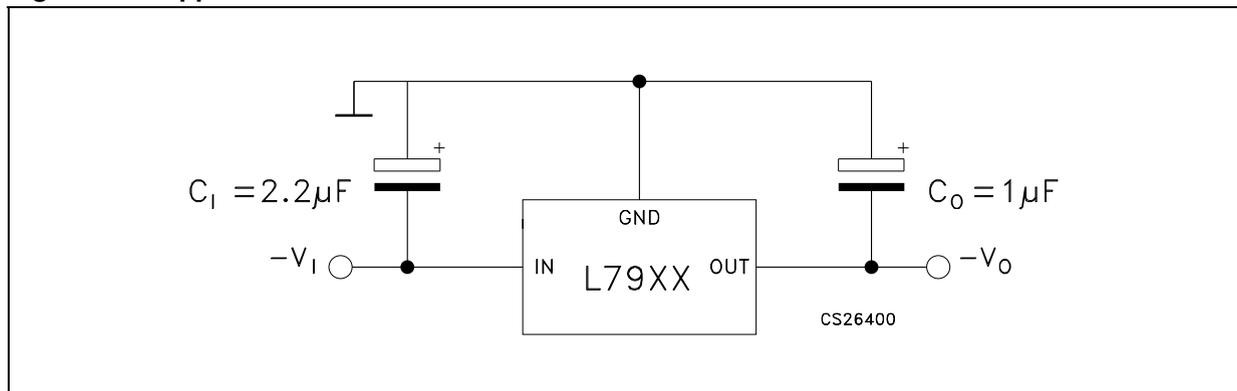 +
+
C_I = 2.2µF
C_O = 1µF
GND
-V_I
IN
L79XX
OUT
-V_O
CS26400